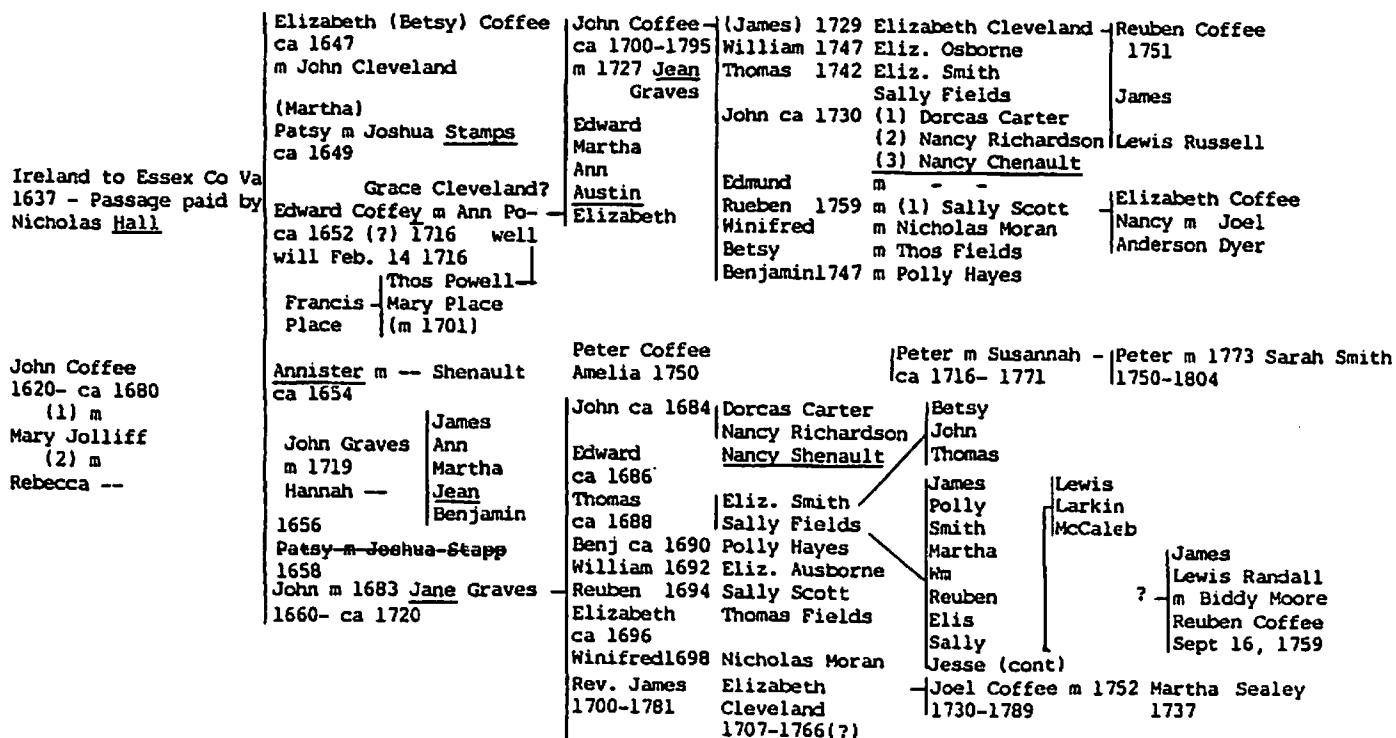 Ireland to Essex Co Va
1637 - Passage paid by
Nicholas Hall
John Coffee
1620- ca 1680
(1) m
Mary Jolliff
(2) m
Rebecca --
Elizabeth (Betsy) Coffee
ca 1647
m John Cleveland
(Martha)
Patsy m Joshua Stamps
ca 1649
Grace Cleveland?
Edward Coffey m Ann Po-
ca 1652 (?) 1716 well
will Feb. 14 1716
Thos Powell
Francis Mary Place
Place (m 1701)
Annister m -- Shenault
ca 1654
John Graves
m 1719
Hannah --
James
Ann
Martha
Jean
Benjamin
1656
Patsy m Joshua Stapp
1658
John m 1683 Jane Graves
1660- ca 1720
John Coffee
ca 1700-1795
m 1727 Jean
Graves
Edward
Martha
Ann
Austin
Elizabeth
(James) 1729 Elizabeth Cleveland
William 1747 Eliz. Osborne
Thomas 1742 Eliz. Smith
Sally Fields
John ca 1730 (1) Dorcas Carter
(2) Nancy Richardson
(3) Nancy Chenault
Edmund m - -
Rueben 1759 m (1) Sally Scott
Winifred m Nicholas Moran
Betsy m Thos Fields
Benjamin1747 m Polly Hayes
Reuben Coffee
1751
James
Lewis Russell
Elizabeth Coffee
Nancy m Joel
Anderson Dyer
Peter Coffee
Amelia 1750
Peter m Susannah - Peter m 1773 Sarah Smith
ca 1716- 1771 1750-1804
John ca 1684 Dorcas Carter
Nancy Richardson
Edward Nancy Shenault
ca 1686
Thomas Eliz. Smith
ca 1688 Sally Fields
Benj ca 1690 Polly Hayes
William 1692 Eliz. Ausborne
Reuben 1694 Sally Scott
Elizabeth Thomas Fields
ca 1696
Winifred1698 Nicholas Moran
Rev. James Elizabeth
1700-1781 Cleveland
1707-1766(?)
Betsy
John
Thomas
James
Polly
Smith
Martha
Wm
Reuben
Elis
Sally
Jesse (cont)
Lewis
Larkin
McCaleb
?
James
Lewis Randall
m Biddy Moore
Reuben Coffee
Sept 16, 1759
Joel Coffee m 1752 Martha Sealey
1730-1789 1737